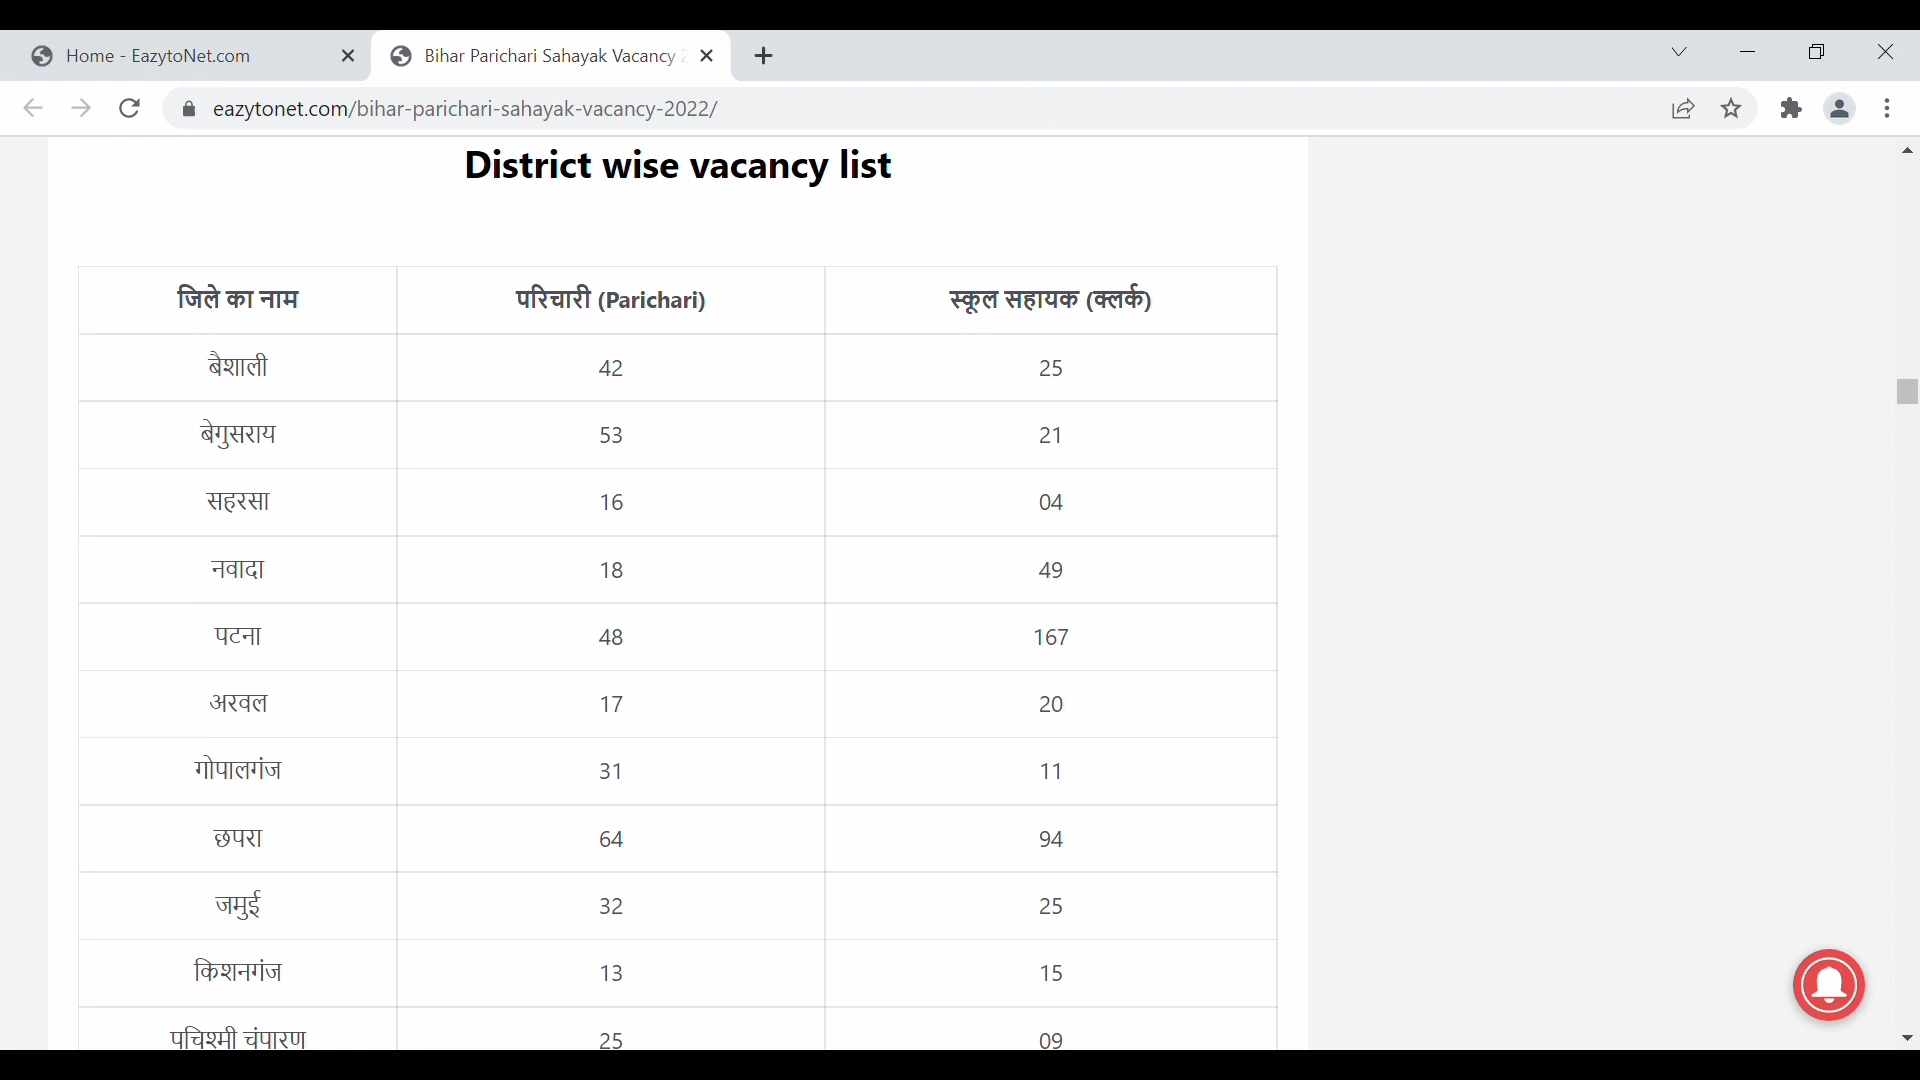 Home - EazytoNet.com
Bihar Parichari Sahayak Vacancy 2
eazytonet.com/bihar-parichari-sahayak-vacancy-2022/
District wise vacancy list
जिले का नाम परिचारी (Parichari) स्कूल सहायक (क्लर्क)
बैशाली 42 25
बेगुसराय 53 21
सहरसा 16 04
नवादा 18 49
पटना 48 167
अरवल 17 20
गोपालगंज 31 11
छपरा 64 94
जमुई 32 25
किशनगंज 13 15
पचिश्मी चंपारण 25 09